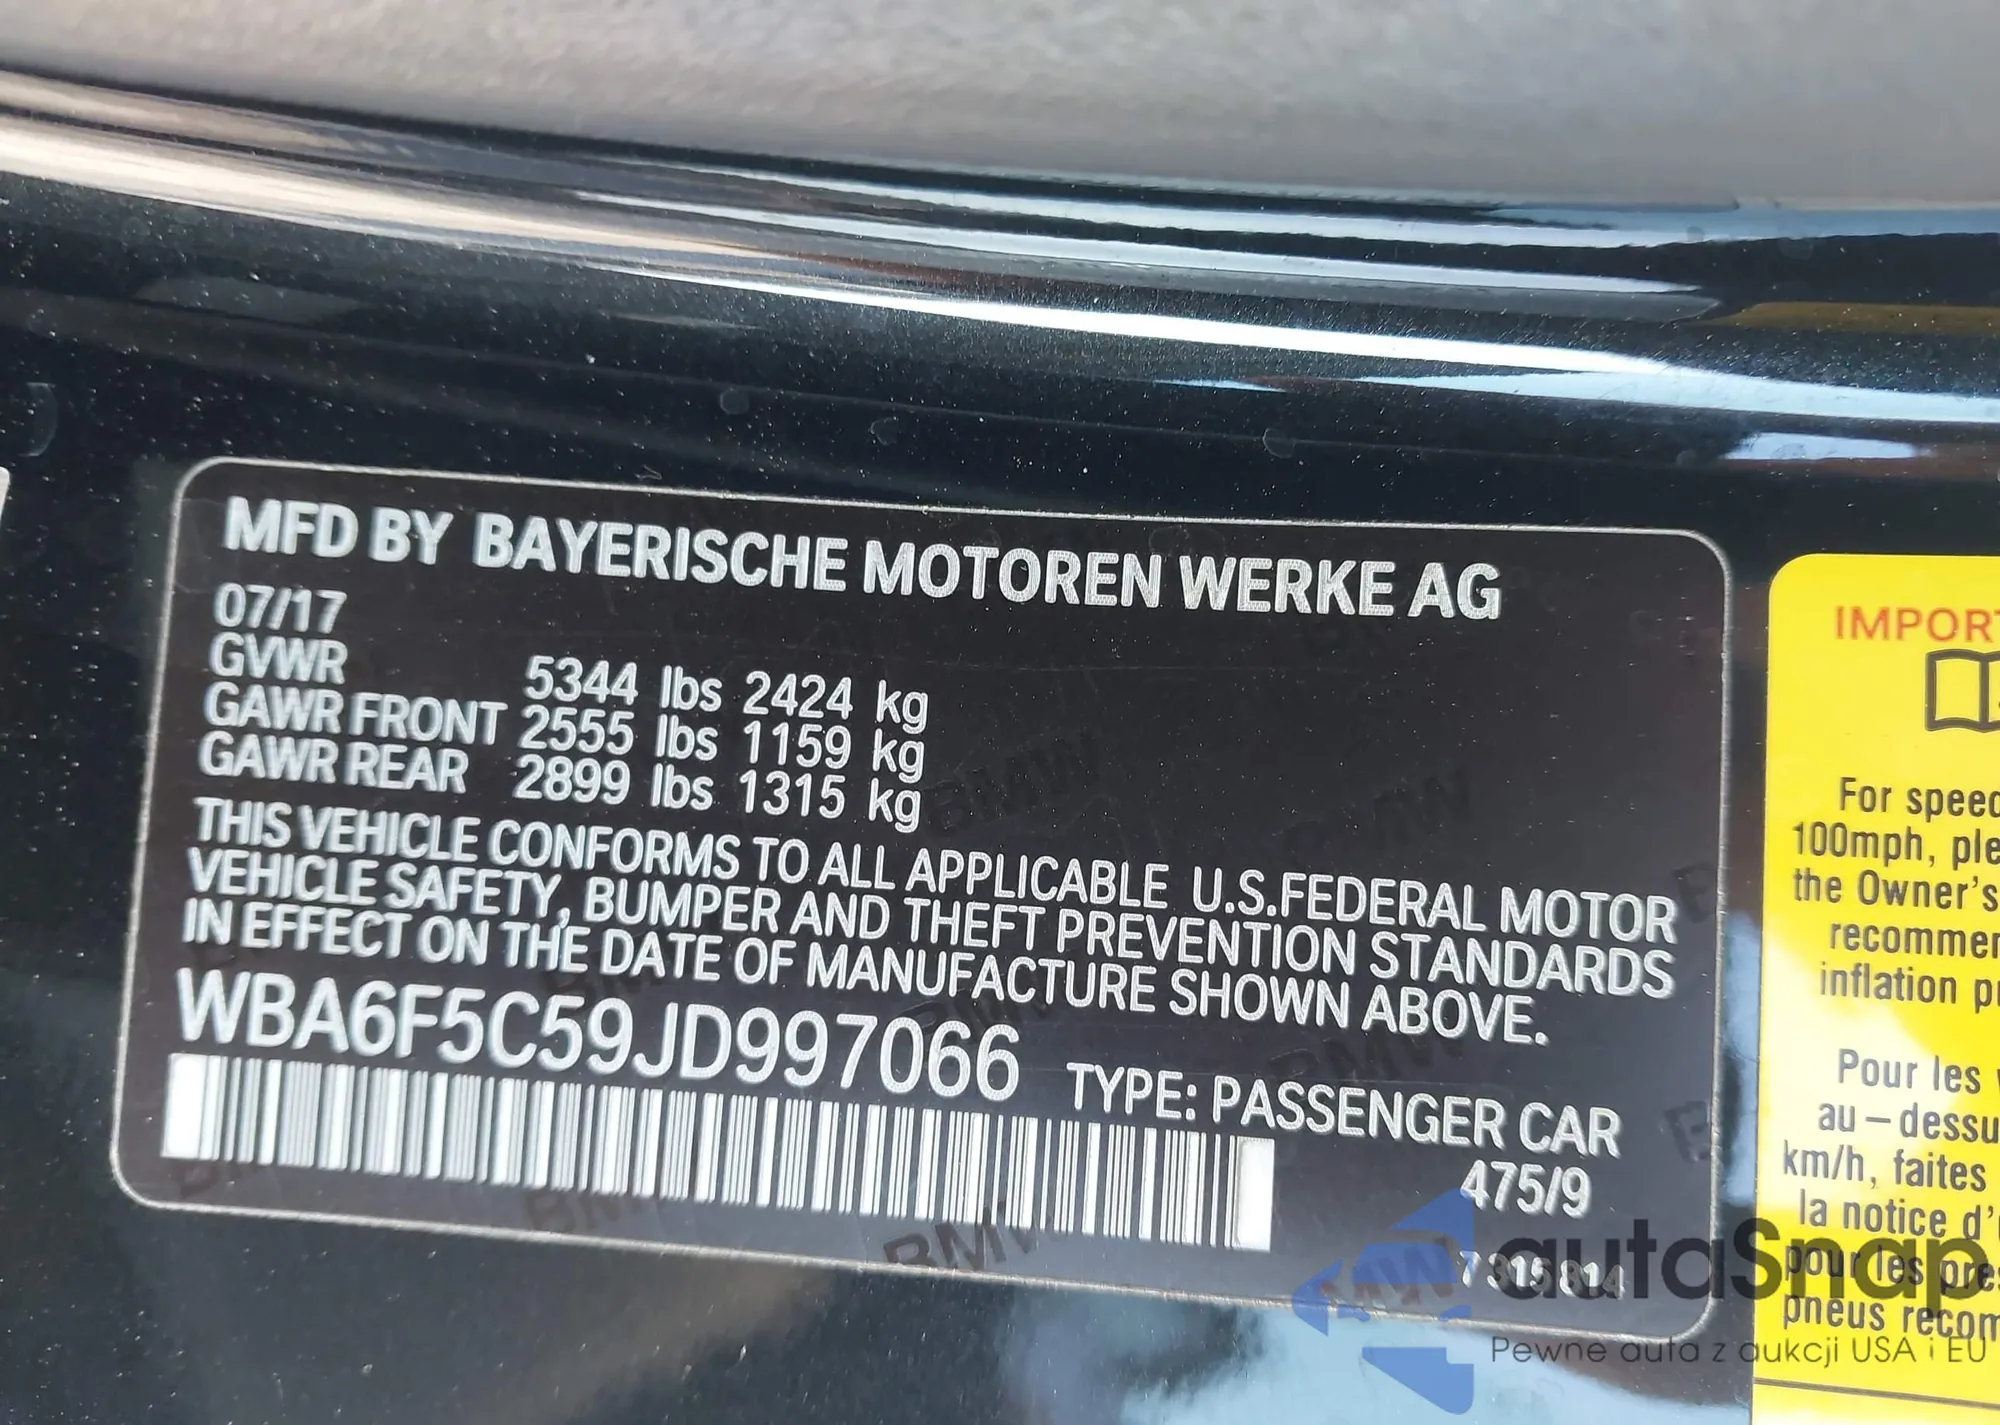 MFD BY BAYERISCHE MOTOREN WERKE AG
07/17
GVWR 5344 lbs 2424 kg
GAWR FRONT 2555 lbs 1159 kg
GAWR REAR 2899 lbs 1315 kg
THIS VEHICLE CONFORMS TO ALL APPLICABLE U.S.FEDERAL MOTOR
VEHICLE SAFETY, BUMPER AND THEFT PREVENTION STANDARDS
IN EFFECT ON THE DATE OF MANUFACTURE SHOWN ABOVE.
WBA6F5C59JD997066
TYPE: PASSENGER CAR
475/9
7315814
IMPORT
For speed
100mph, ple
the Owner's
recommen
inflation p
Pour les v
au-dessu
km/h, faites
la notice d'
pour les pres
pneus recom
autaSnap
Pewne auta z aukcji USA i EU